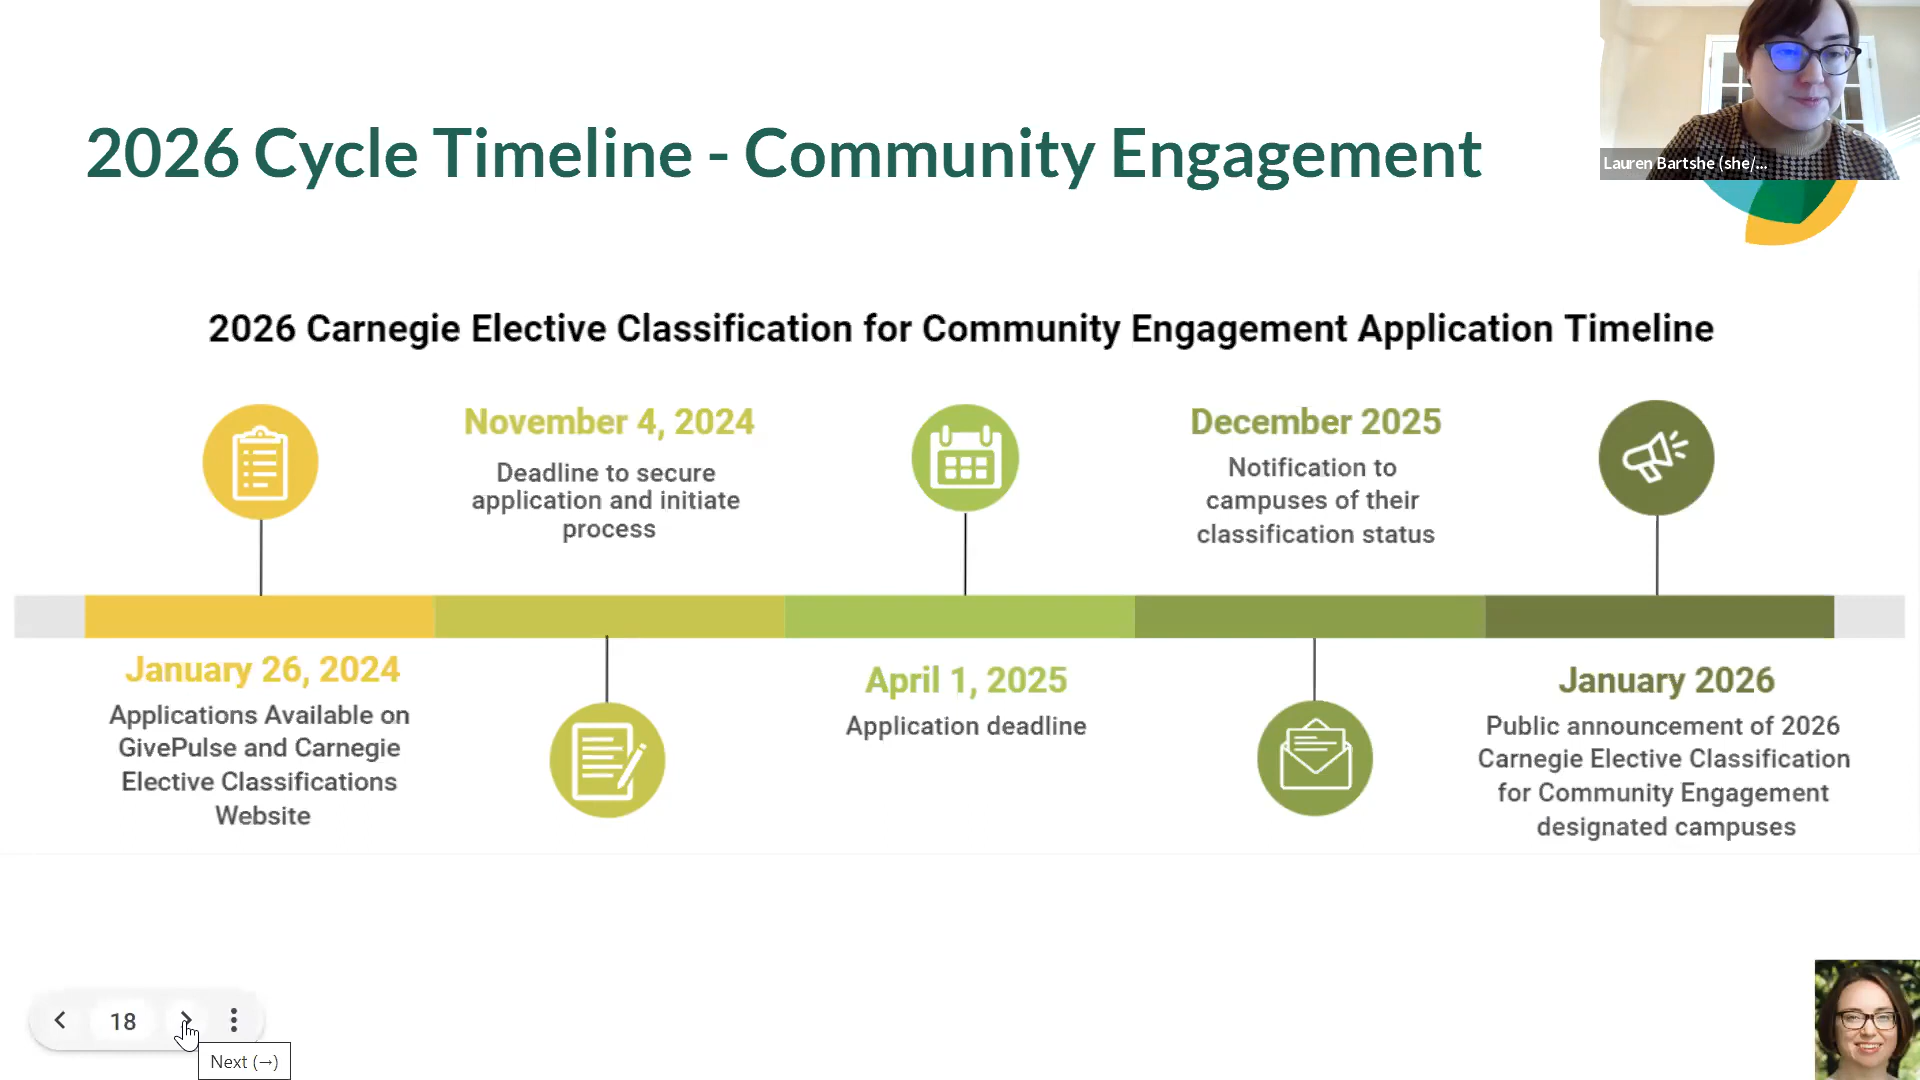 2026 Cycle Timeline - Community Engagement
Lauren Bartshe (she/...
2026 Carnegie Elective Classification for Community Engagement Application Timeline
January 26, 2024
Applications Available on
GivePulse and Carnegie
Elective Classifications
Website
November 4, 2024
Deadline to secure
application and initiate
process
April 1, 2025
Application deadline
December 2025
Notification to
campuses of their
classification status
January 2026
Public announcement of 2026
Carnegie Elective Classification
for Community Engagement
designated campuses
18
Next (→)